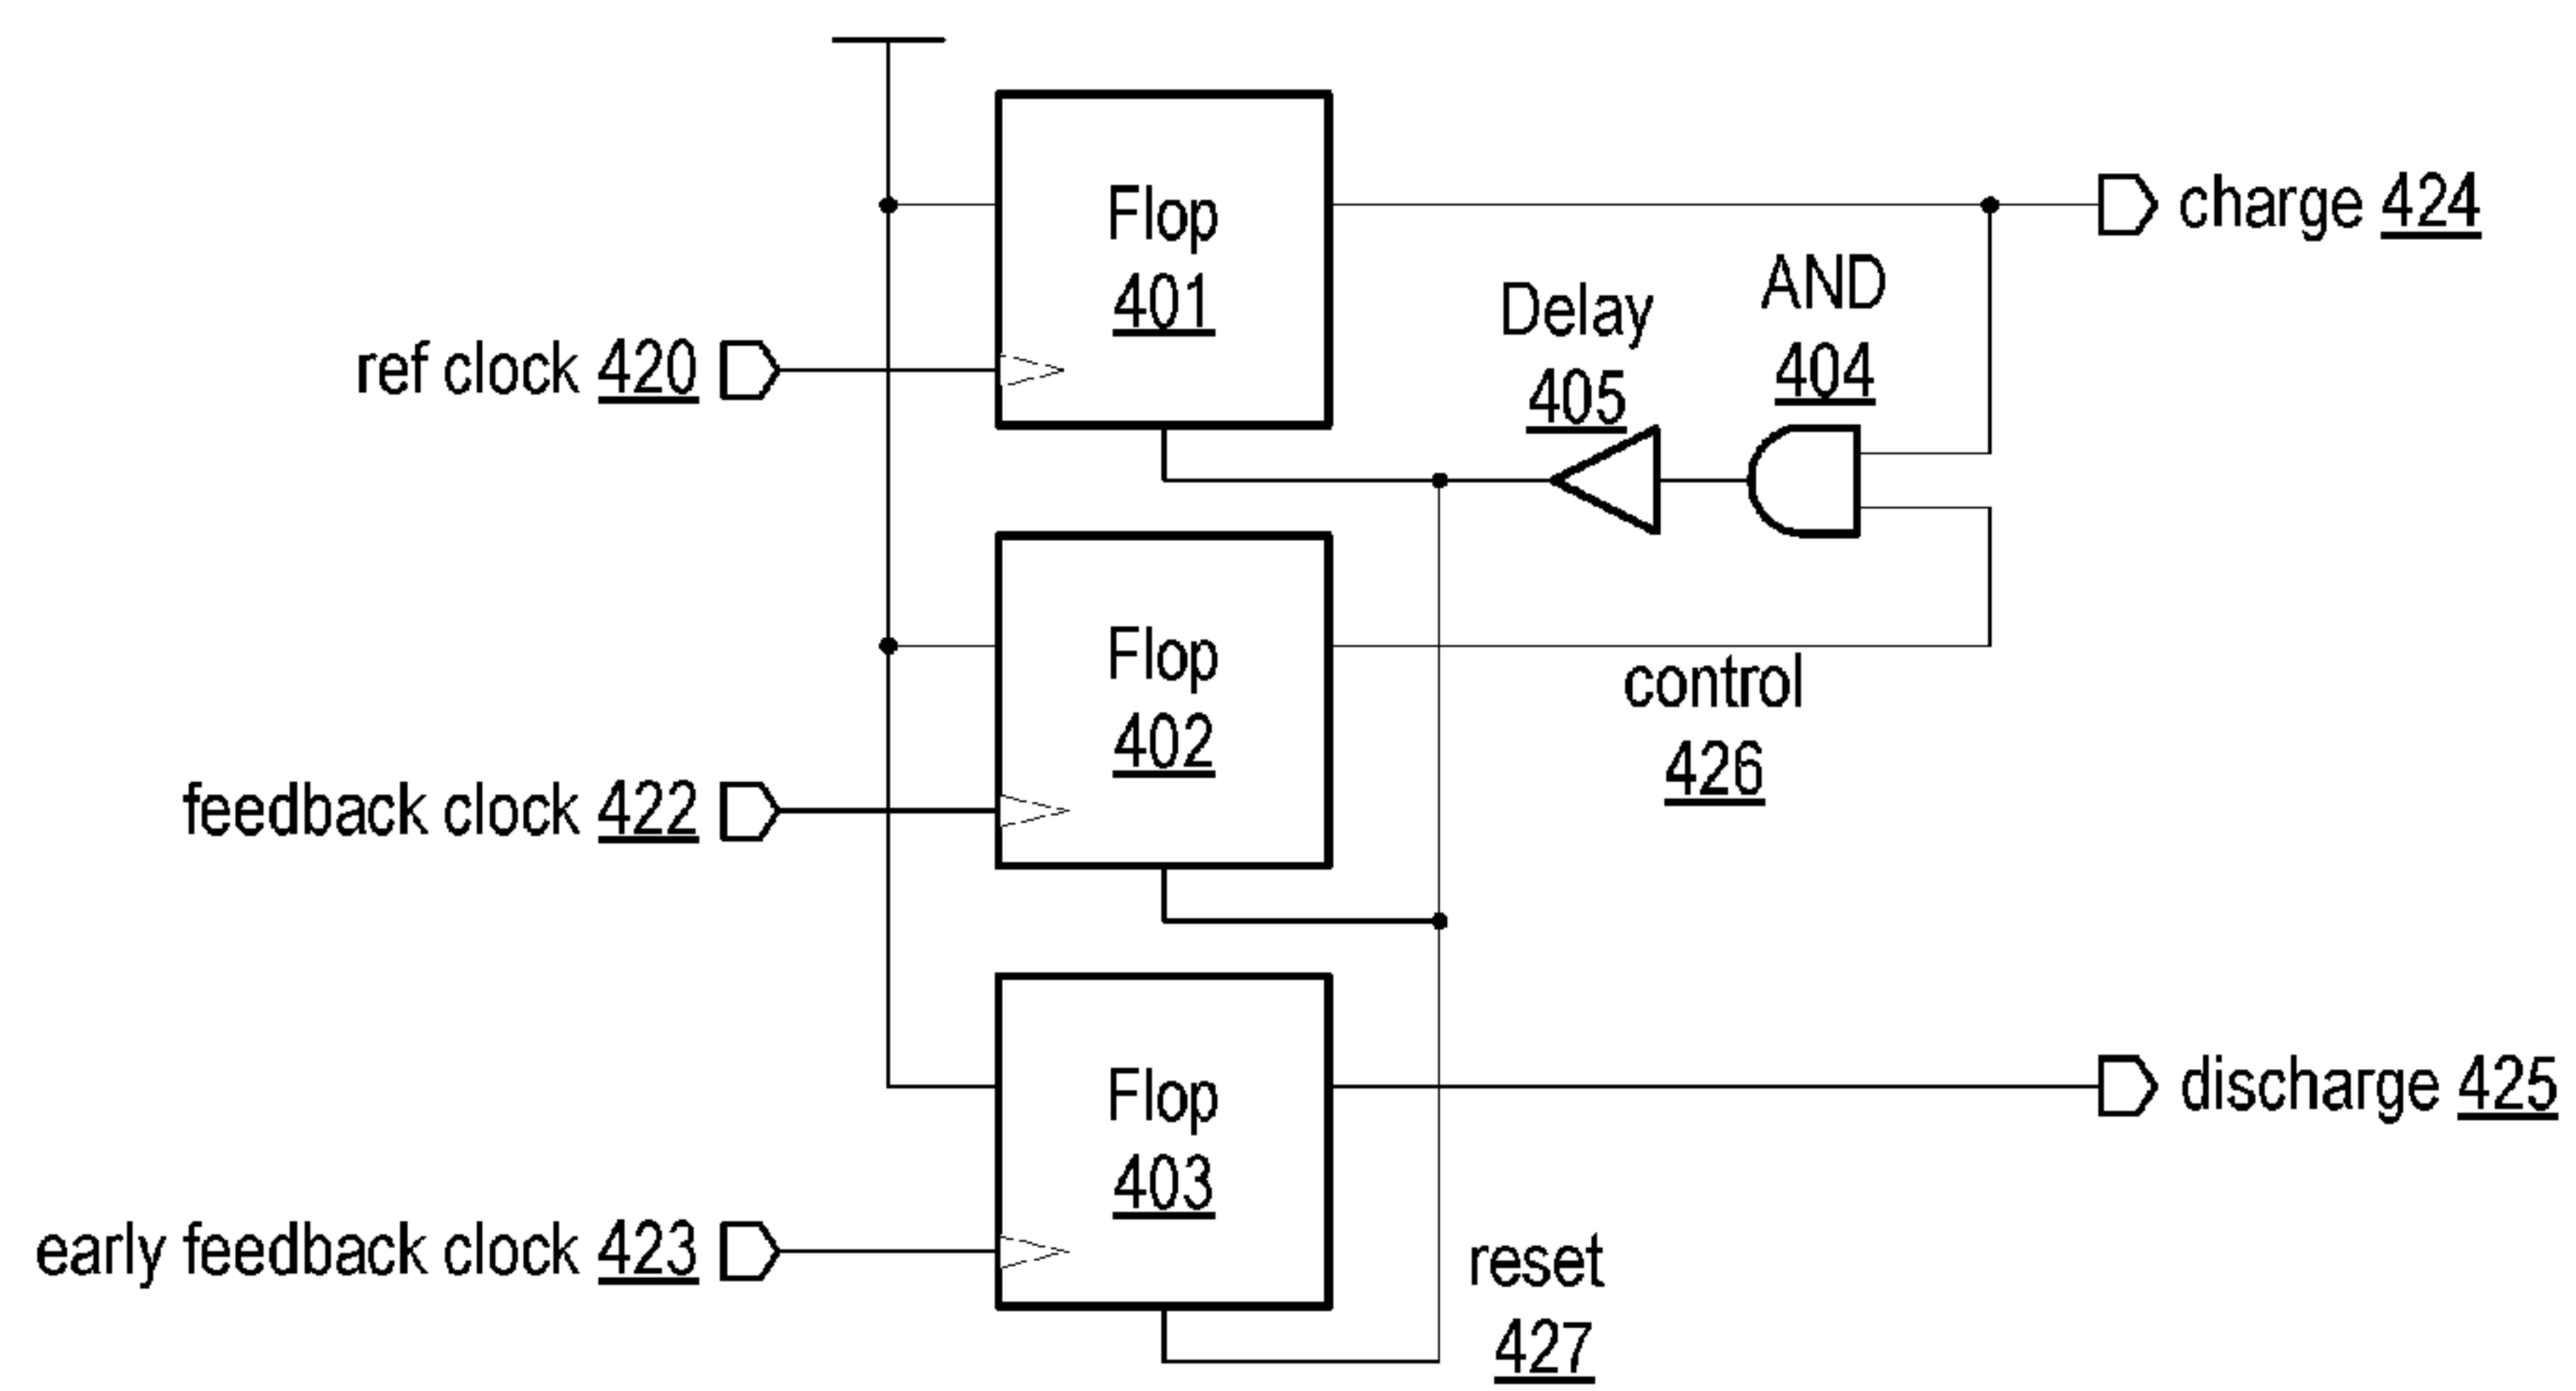 Flop
401
charge 424
AND
404
Delay
405
ref clock 420
Flop
402
control
426
feedback clock 422
Flop
403
discharge 425
early feedback clock 423
reset
427